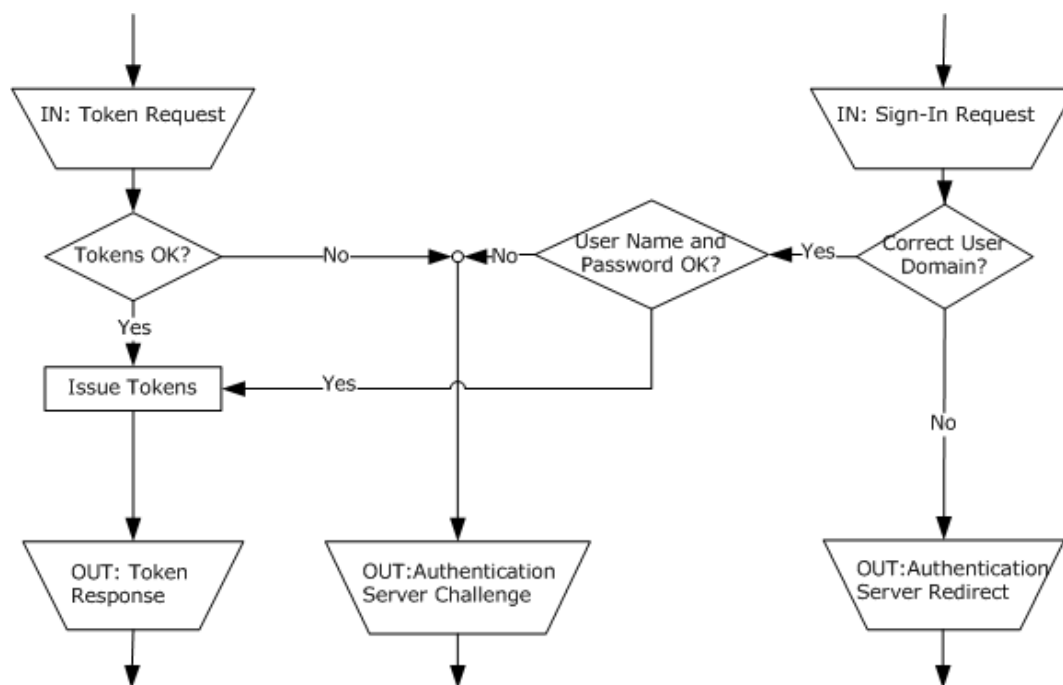 IN: Token Request
IN: Sign-In Request
Tokens OK?
No
No
User Name and
Password OK?
Yes
Correct User
Domain?
Yes
Issue Tokens
Yes
No
OUT: Token
Response
OUT:Authentication
Server Challenge
OUT:Authentication
Server Redirect